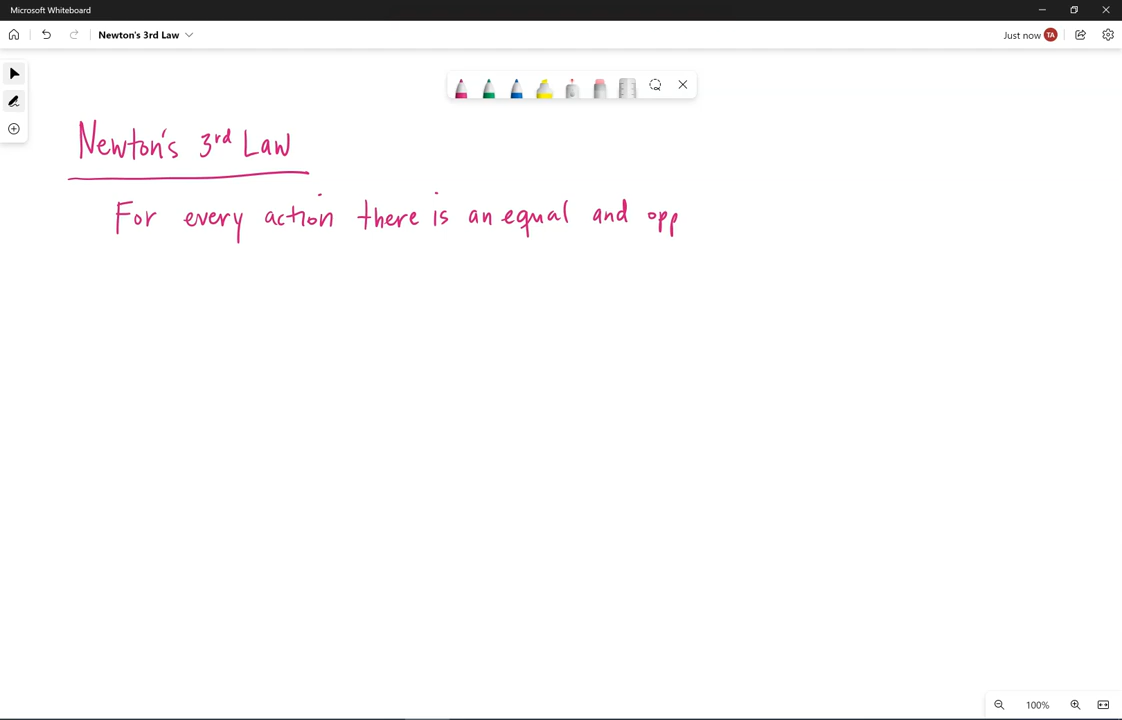 Microsoft Whiteboard
Newton's 3rd Law
Just now TA
Newton's 3rd Law
For every action there is an equal and opp
100%